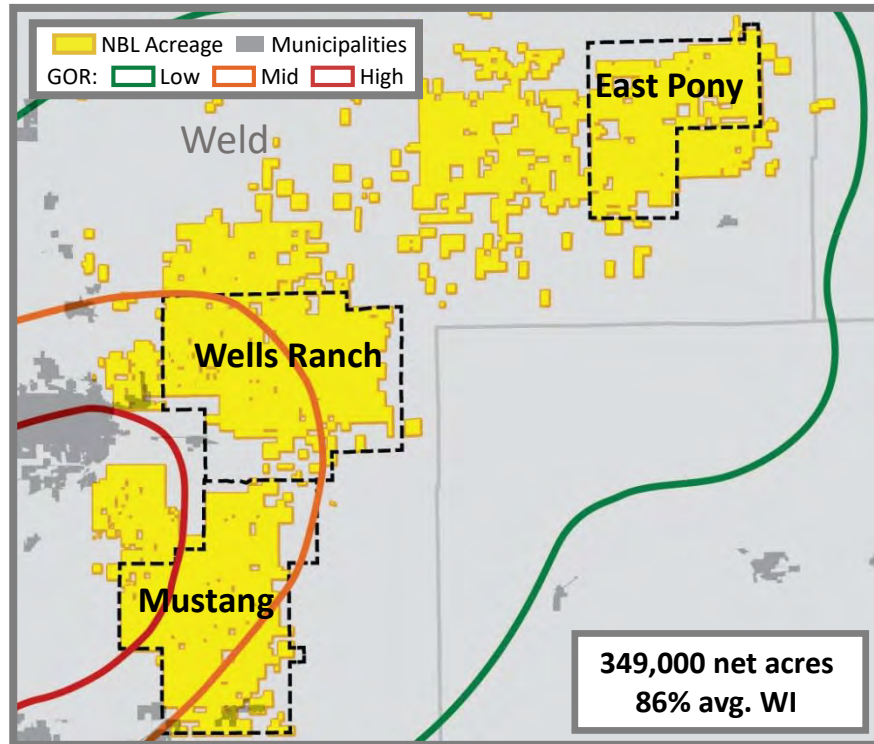 NBL Acreage Municipalities
GOR: Low Mid High
Weld
East Pony
Wells Ranch
Mustang
349,000 net acres
86% avg. WI